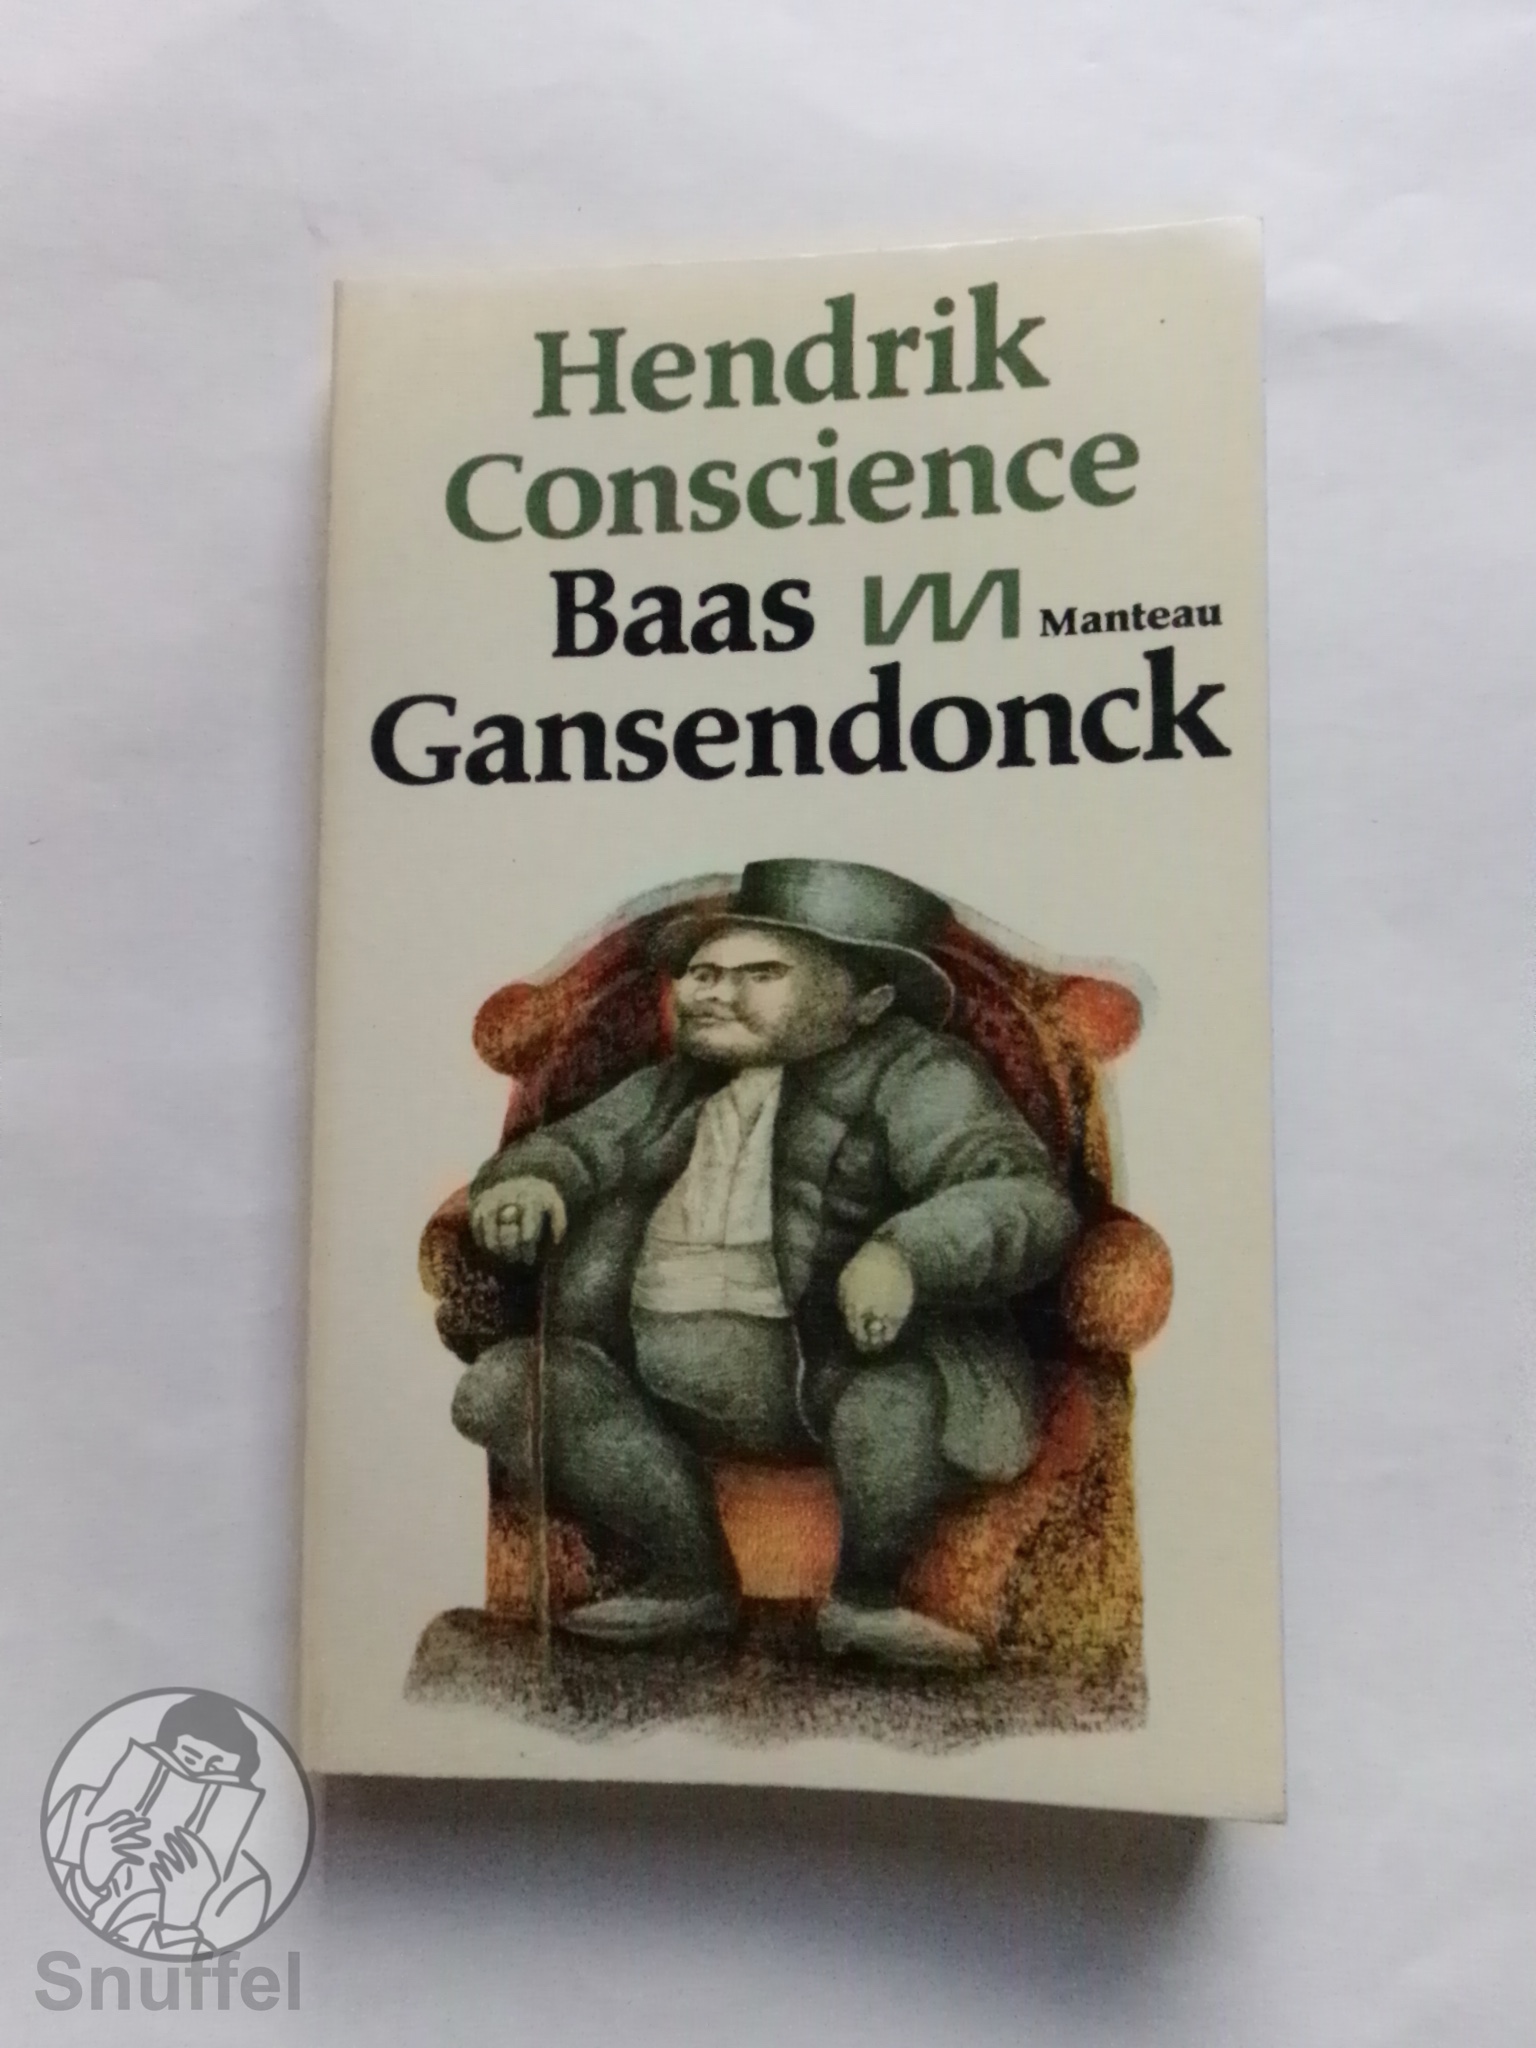 Hendrik
Conscience
Baas Manteau
Gansendonck
Snuffel